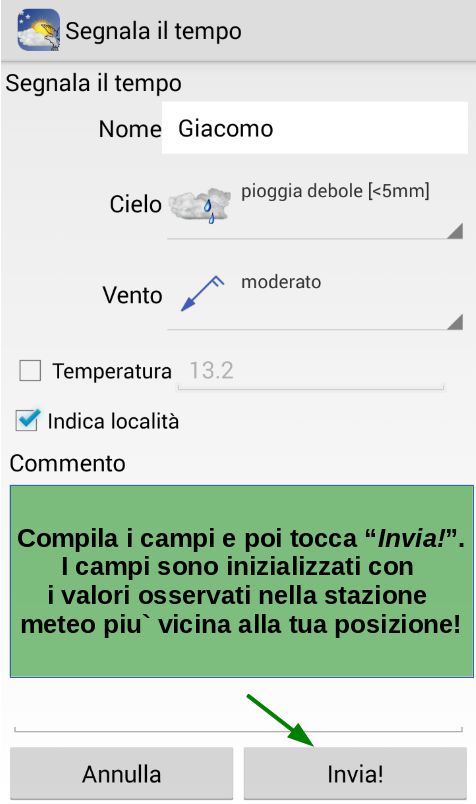 Segnala il tempo
Segnala il tempo
Nome Giacomo
Cielo pioggia debole [<5mm]
Vento moderato
Temperatura 13.2
Indica località
Commento
Compila i campi e poi tocca “Invia!”.
I campi sono inizializzati con
i valori osservati nella stazione
meteo piu` vicina alla tua posizione!
Annulla Invia!